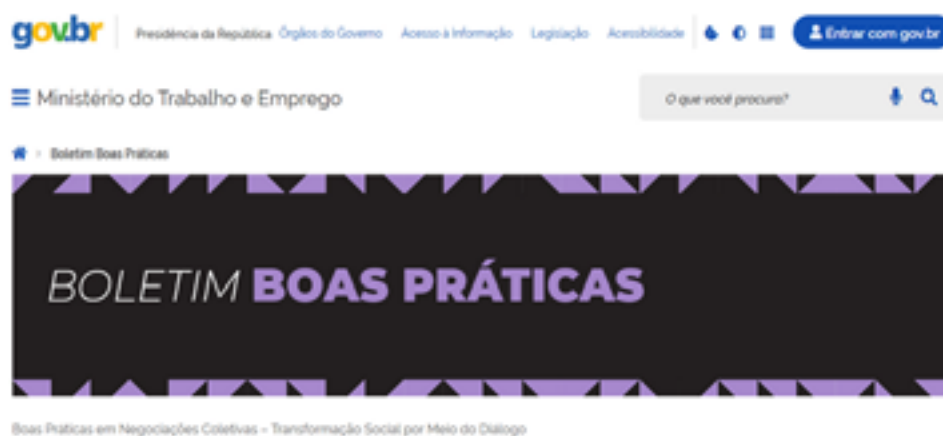 gov.br Presidência da República Órgãos do Governo Acesso à Informação Legislação Acessibilidade Entrar com gov.br
Ministério do Trabalho e Emprego O que você procura?
Boletim Boas Práticas
BOLETIM BOAS PRÁTICAS
Boas Práticas em Negociações Coletivas – Transformação Social por Meio do Diálogo